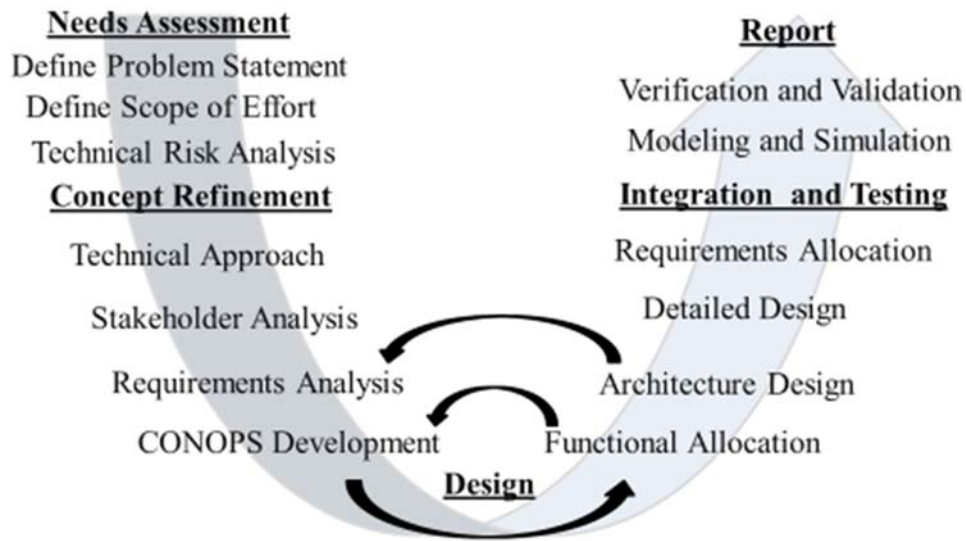 Needs Assessment
Define Problem Statement
Define Scope of Effort
Technical Risk Analysis
Concept Refinement
Technical Approach
Stakeholder Analysis
Requirements Analysis
CONOPS Development
Design
Report
Verification and Validation
Modeling and Simulation
Integration and Testing
Requirements Allocation
Detailed Design
Architecture Design
Functional Allocation